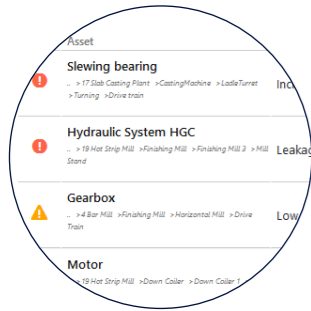 Asset
Slewing bearing
.. >17 Slab Casting Plant >CastingMachine >LadleTurret
>Turning >Drive train
Hydraulic System HGC
.. >19 Hot Strip Mill >Finishing Mill >Finishing Mill 3 >Mill
Stand
Leakag
Gearbox
.. >4 Bar Mill >Finishing Mill >Horizontal Mill >Drive
Train
Low
Motor
>19 Hot Strip Mill >Down Coiler >Down Coiler 1